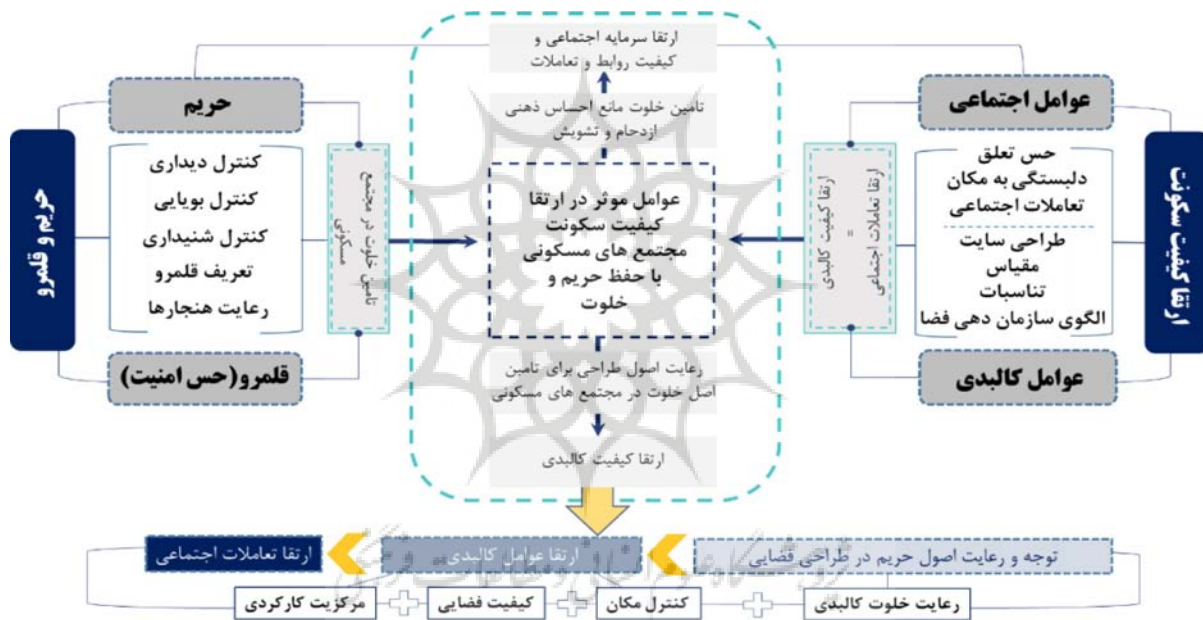 ارتقا کیفیت سکونت
عوامل اجتماعی
حس تعلق
دلبستگی به مکان
تعاملات اجتماعی
طراحی سایت
مقیاس
تناسبات
الگوی سازمان دهی فضا
عوامل کالبدی
ارتقا تعاملات اجتماعی
=
ارتقا کیفیت کالبدی
ارتقا سرمایه اجتماعی و
کیفیت روابط و تعاملات
تامین خلوت مانع احساس ذهنی
ازدحام و تشویش
عوامل موثر در ارتقا
کیفیت سکونت
مجتمع های مسکونی
با حفظ حریم و
خلوت
رعایت اصول طراحی برای تامین
اصل خلوت در مجتمع های مسکونی
ارتقا کیفیت کالبدی
تامین خلوت در مجتمع
مسکونی
حریم
کنترل دیداری
کنترل بویایی
کنترل شنیداری
تعریف قلمرو
رعایت هنجارها
قلمرو(حس امنیت)
حریم و قلمرو
توجه و رعایت اصول حریم در طراحی فضایی
ارتقا عوامل کالبدی
ارتقا تعاملات اجتماعی
رعایت خلوت کالبدی
کنترل مکان
کیفیت فضایی
مرکزیت کارکردی